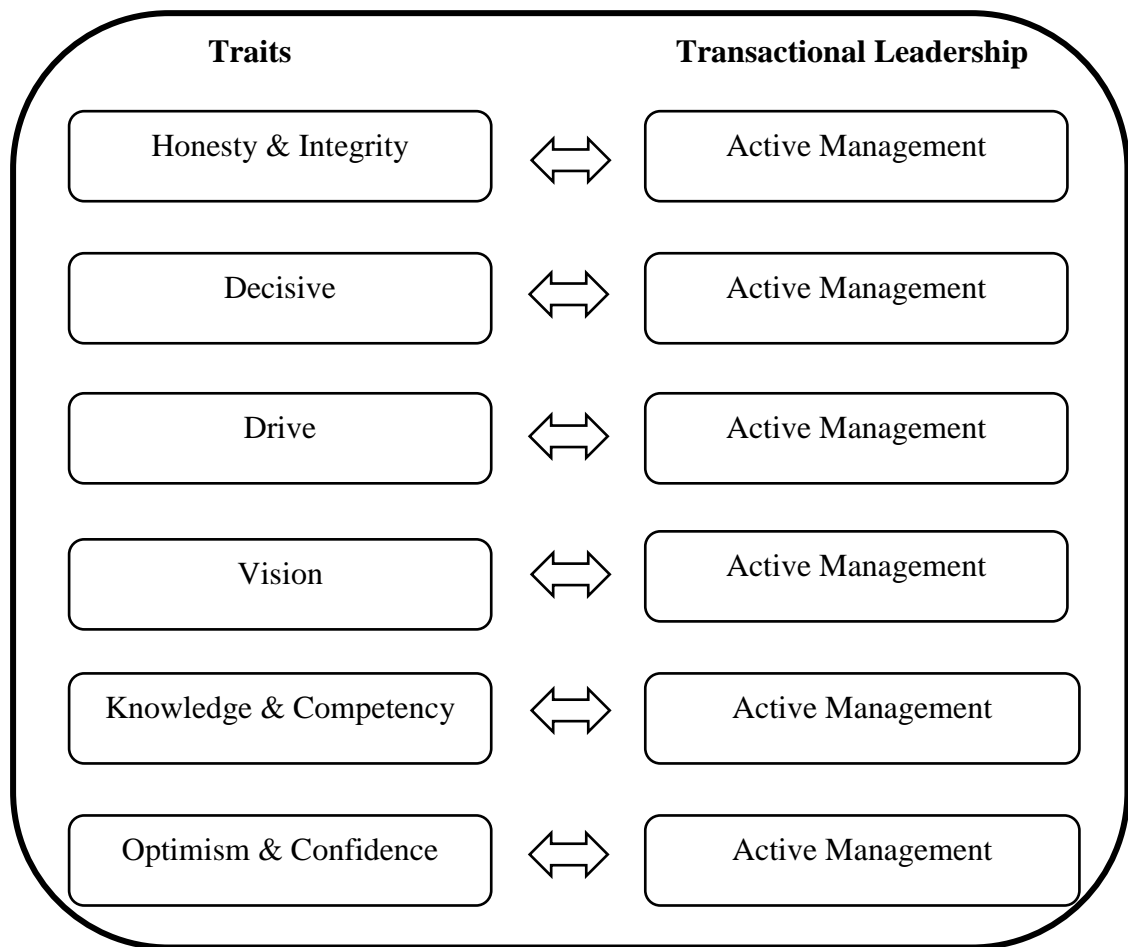 Traits Transactional Leadership
Honesty & Integrity Active Management
Decisive Active Management
Drive Active Management
Vision Active Management
Knowledge & Competency Active Management
Optimism & Confidence Active Management